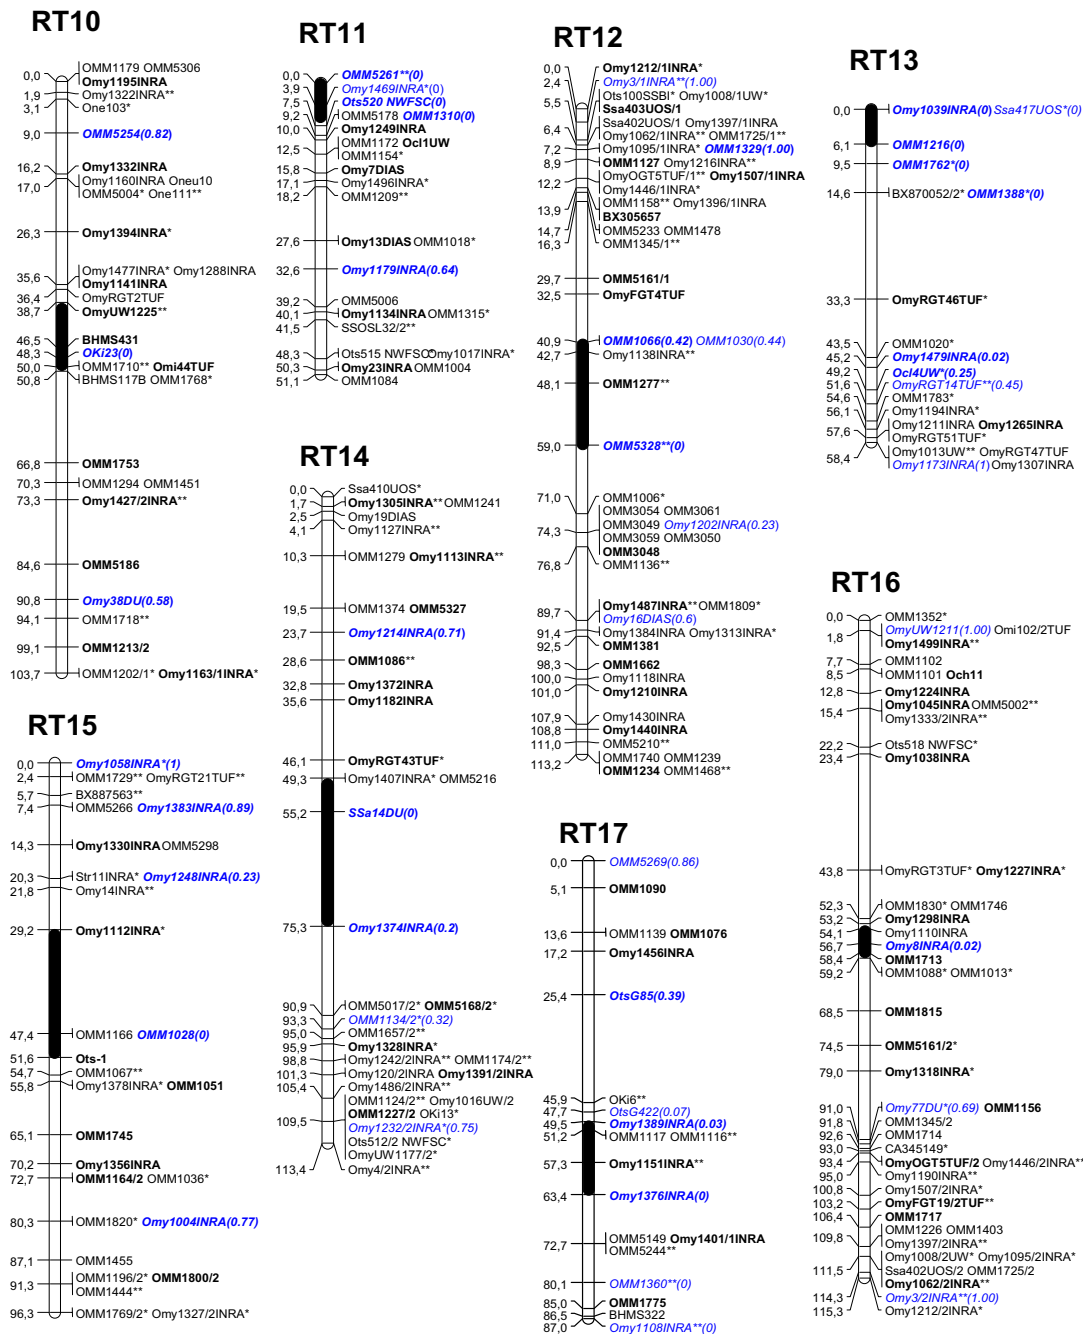 RT10
0,0 OMM1179 OMM5306
Omy1195INRA
1,9 Omy1322INRA**
3,1 One103*
9,0 OMM5254(0.82)
16,2 Omy1332INRA
17,0 Omy1160INRA Oneu10
OMM5004* One111**
26,3 Omy1394INRA*
35,6 Omy1477INRA* Omy1288INRA
Omy1141INRA
36,4 OmyRGT2TUF
38,7 OmyUW1225**
46,5 BHMS431
48,3 OKi23(0)
50,0 OMM1710** Omi44TUF
50,8 BHMS117B OMM1768*
66,8 OMM1753
70,3 OMM1294 OMM1451
73,3 Omy1427/2INRA**
84,6 OMM5186
90,8 Omy38DU(0.58)
94,1 OMM1718**
99,1 OMM1213/2
103,7 OMM1202/1* Omy1163/1INRA*
RT11
0,0 OMM5261**(0)
3,9 Omy1469INRA*(0)
7,5 Ots520 NWFSC(0)
9,2 OMM5178 OMM1310(0)
10,0 Omy1249INRA
12,5 OMM1172 Ocl1UW
OMM1154*
15,8 Omy7DIAS
17,1 Omy1496INRA*
18,2 OMM1209**
27,6 Omy13DIAS OMM1018*
32,6 Omy1179INRA(0.64)
39,2 OMM5006
40,1 Omy1134INRA OMM1315*
41,5 SSOSL32/2**
48,3 Ots515 NWFSC* Omy1017INRA*
50,3 Omy23INRA OMM1004
51,1 OMM1084
RT12
0,0 Omy1212/1INRA*
2,4 Omy3/1INRA**(1.00)
5,5 Ots100SSBI* Omy1008/1UW*
Ssa403UOS/1
6,4 Ssa402UOS/1 Omy1397/1INRA
Omy1062/1INRA** OMM1725/1**
7,2 Omy1095/1INRA* OMM1329(1.00)
8,9 OMM1127 Omy1216INRA**
12,2 OmyOGT5TUF/1** Omy1507/1INRA
Omy1446/1INRA*
13,9 OMM1158** Omy1396/1INRA
BX305657
14,7 OMM5233 OMM1478
16,3 OMM1345/1**
29,7 OMM5161/1
32,5 OmyFGT4TUF
40,9 OMM1066(0.42) OMM1030(0.44)
42,7 Omy1138INRA**
48,1 OMM1277**
59,0 OMM5328**(0)
71,0 OMM1006*
74,3 OMM3054 OMM3061
OMM3049 Omy1202INRA(0.23)
OMM3059 OMM3050
OMM3048
76,8 OMM1136**
89,7 Omy1487INRA** OMM1809*
Omy16DIAS(0.6)
91,4 Omy1384INRA Omy1313INRA*
92,5 OMM1381
98,3 OMM1662
100,0 Omy1118INRA
101,0 Omy1210INRA
107,9 Omy1430INRA
108,8 Omy1440INRA
111,0 OMM5210**
113,2 OMM1740 OMM1239
OMM1234 OMM1468**
RT13
0,0 Omy1039INRA(0) Ssa417UOS*(0)
6,1 OMM1216(0)
9,5 OMM1762*(0)
14,6 BX870052/2* OMM1388*(0)
33,3 OmyRGT46TUF*
43,5 OMM1020*
45,2 Omy1479INRA(0.02)
49,2 Ocl4UW*(0.25)
51,6 OmyRGT14TUF**(0.45)
54,6 OMM1783*
56,1 Omy1194INRA*
57,6 Omy1211INRA Omy1265INRA
OmyRGT51TUF*
58,4 Omy1013UW** OmyRGT47TUF
Omy1173INRA(1) Omy1307INRA
RT14
0,0 Ssa410UOS*
1,7 Omy1305INRA** OMM1241
2,5 Omy19DIAS
4,1 Omy1127INRA**
10,3 OMM1279 Omy1113INRA**
19,5 OMM1374 OMM5327
23,7 Omy1214INRA(0.71)
28,6 OMM1086**
32,8 Omy1372INRA
35,6 Omy1182INRA
46,1 OmyRGT43TUF*
49,3 Omy1407INRA* OMM5216
55,2 SSa14DU(0)
75,3 Omy1374INRA(0.2)
90,9 OMM5017/2* OMM5168/2*
93,3 OMM1134/2*(0.32)
95,0 OMM1657/2**
95,9 Omy1328INRA*
98,8 Omy1242/2INRA** OMM1174/2**
101,3 Omy120/2INRA Omy1391/2INRA
105,4 Omy1486/2INRA**
109,5 OMM1124/2** Omy1016UW/2
OMM1227/2 OKi13*
Omy1232/2INRA*(0.75)
Ots512/2 NWFSC*
OmyUW1177/2*
113,4 Omy4/2INRA**
RT15
0,0 Omy1058INRA*(1)
2,4 OMM1729** OmyRGT21TUF**
5,7 BX887563**
7,4 OMM5266 Omy1383INRA(0.89)
14,3 Omy1330INRA OMM5298
20,3 Str11INRA* Omy1248INRA(0.23)
21,8 Omy14INRA**
29,2 Omy1112INRA*
47,4 OMM1166 OMM1028(0)
51,6 Ots-1
54,7 OMM1067**
55,8 Omy1378INRA* OMM1051
65,1 OMM1745
70,2 Omy1356INRA
72,7 OMM1164/2 OMM1036*
80,3 OMM1820* Omy1004INRA(0.77)
87,1 OMM1455
91,3 OMM1196/2* OMM1800/2
OMM1444**
96,3 OMM1769/2* Omy1327/2INRA*
RT16
0,0 OMM1352*
1,8 OmyUW1211(1.00) Omi102/2TUF
Omy1499INRA**
7,7 OMM1102
8,5 OMM1101 Och11
12,8 Omy1224INRA
15,4 Omy1045INRA OMM5002**
Omy1333/2INRA**
22,2 Ots518 NWFSC*
23,4 Omy1038INRA
43,8 OmyRGT3TUF* Omy1227INRA*
52,3 OMM1830* OMM1746
53,2 Omy1298INRA
54,1 Omy1110INRA
56,7 Omy8INRA(0.02)
58,4 OMM1713
59,2 OMM1088* OMM1013*
68,5 OMM1815
74,5 OMM5161/2*
79,0 Omy1318INRA*
91,0 Omy77DU*(0.69) OMM1156
91,8 OMM1345/2
92,6 OMM1714
93,0 CA345149*
93,4 OmyOGT5TUF/2 Omy1446/2INRA**
95,0 Omy1190INRA**
100,8 Omy1507/2INRA*
103,2 OmyFGT19/2TUF**
106,4 OMM1717
109,8 OMM1226 OMM1403
Omy1397/2INRA**
111,5 Omy1008/2UW* Omy1095/2INRA*
Ssa402UOS/2 OMM1725/2
Omy1062/2INRA**
114,3 Omy3/2INRA**(1.00)
115,3 Omy1212/2INRA*
RT17
0,0 OMM5269(0.86)
5,1 OMM1090
13,6 OMM1139 OMM1076
17,2 Omy1456INRA
25,4 OtsG85(0.39)
45,9 OKi6**
47,7 OtsG422(0.07)
49,5 Omy1389INRA(0.03)
51,2 OMM1117 OMM1116**
57,3 Omy1151INRA**
63,4 Omy1376INRA(0)
72,7 OMM5149 Omy1401/1INRA
OMM5244**
80,1 OMM1360**(0)
85,0 OMM1775
86,5 BHMS322
87,0 Omy1108INRA**(0)